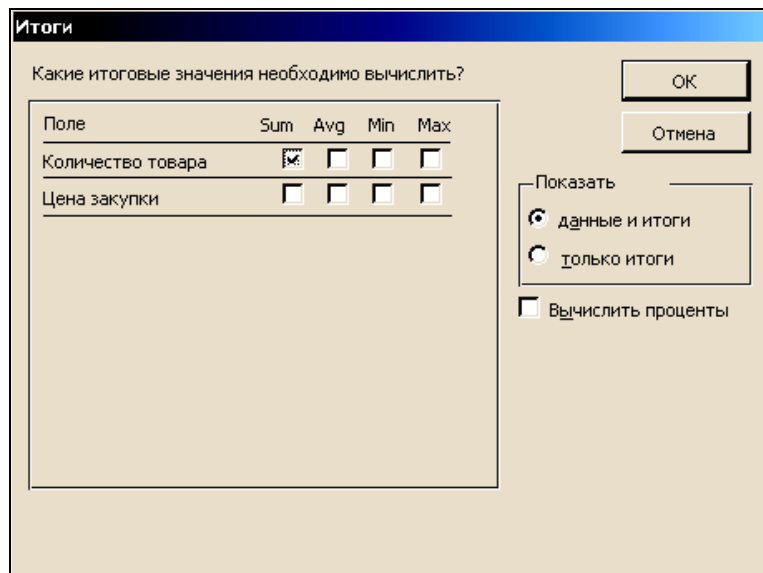 Итоги
Какие итоговые значения необходимо вычислить?
ОК
Отмена
Поле Sum Avg Min Max
Количество товара
Цена закупки
Показать
данные и итоги
только итоги
Вычислить проценты